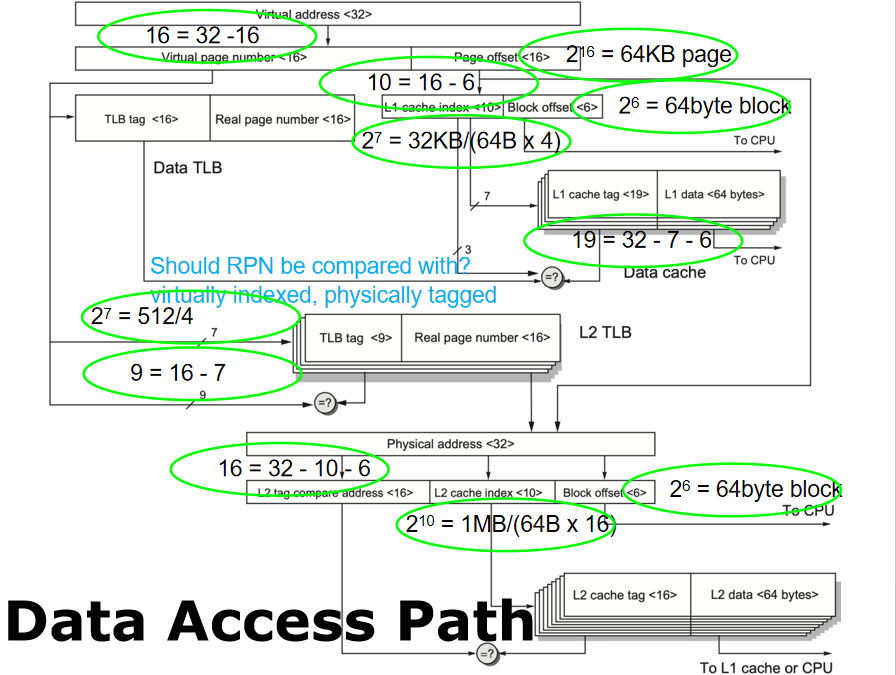 Virtual address <32>
16 = 32 -16
Virtual page number <16>
Page offset <16>
2¹⁶ = 64KB page
10 = 16 - 6
L1 cache index <10>
Block offset <6>
2⁶ = 64byte block
TLB tag <16>
Real page number <16>
2⁷ = 32KB/(64B x 4)
To CPU
Data TLB
7
L1 cache tag <19>
L1 data <64 bytes>
19 = 32 - 7 - 6
3
To CPU
Should RPN be compared with?
=?
Data cache
virtually indexed, physically tagged
2⁷ = 512/4
7
TLB tag <9>
Real page number <16>
L2 TLB
9 = 16 - 7
9
=?
Physical address <32>
16 = 32 - 10 - 6
L2 tag compare address <16>
L2 cache index <10>
Block offset <6>
2⁶ = 64byte block
To CPU
2¹⁰ = 1MB/(64B x 16)
L2 cache tag <16>
L2 data <64 bytes>
Data Access Path
=?
To L1 cache or CPU